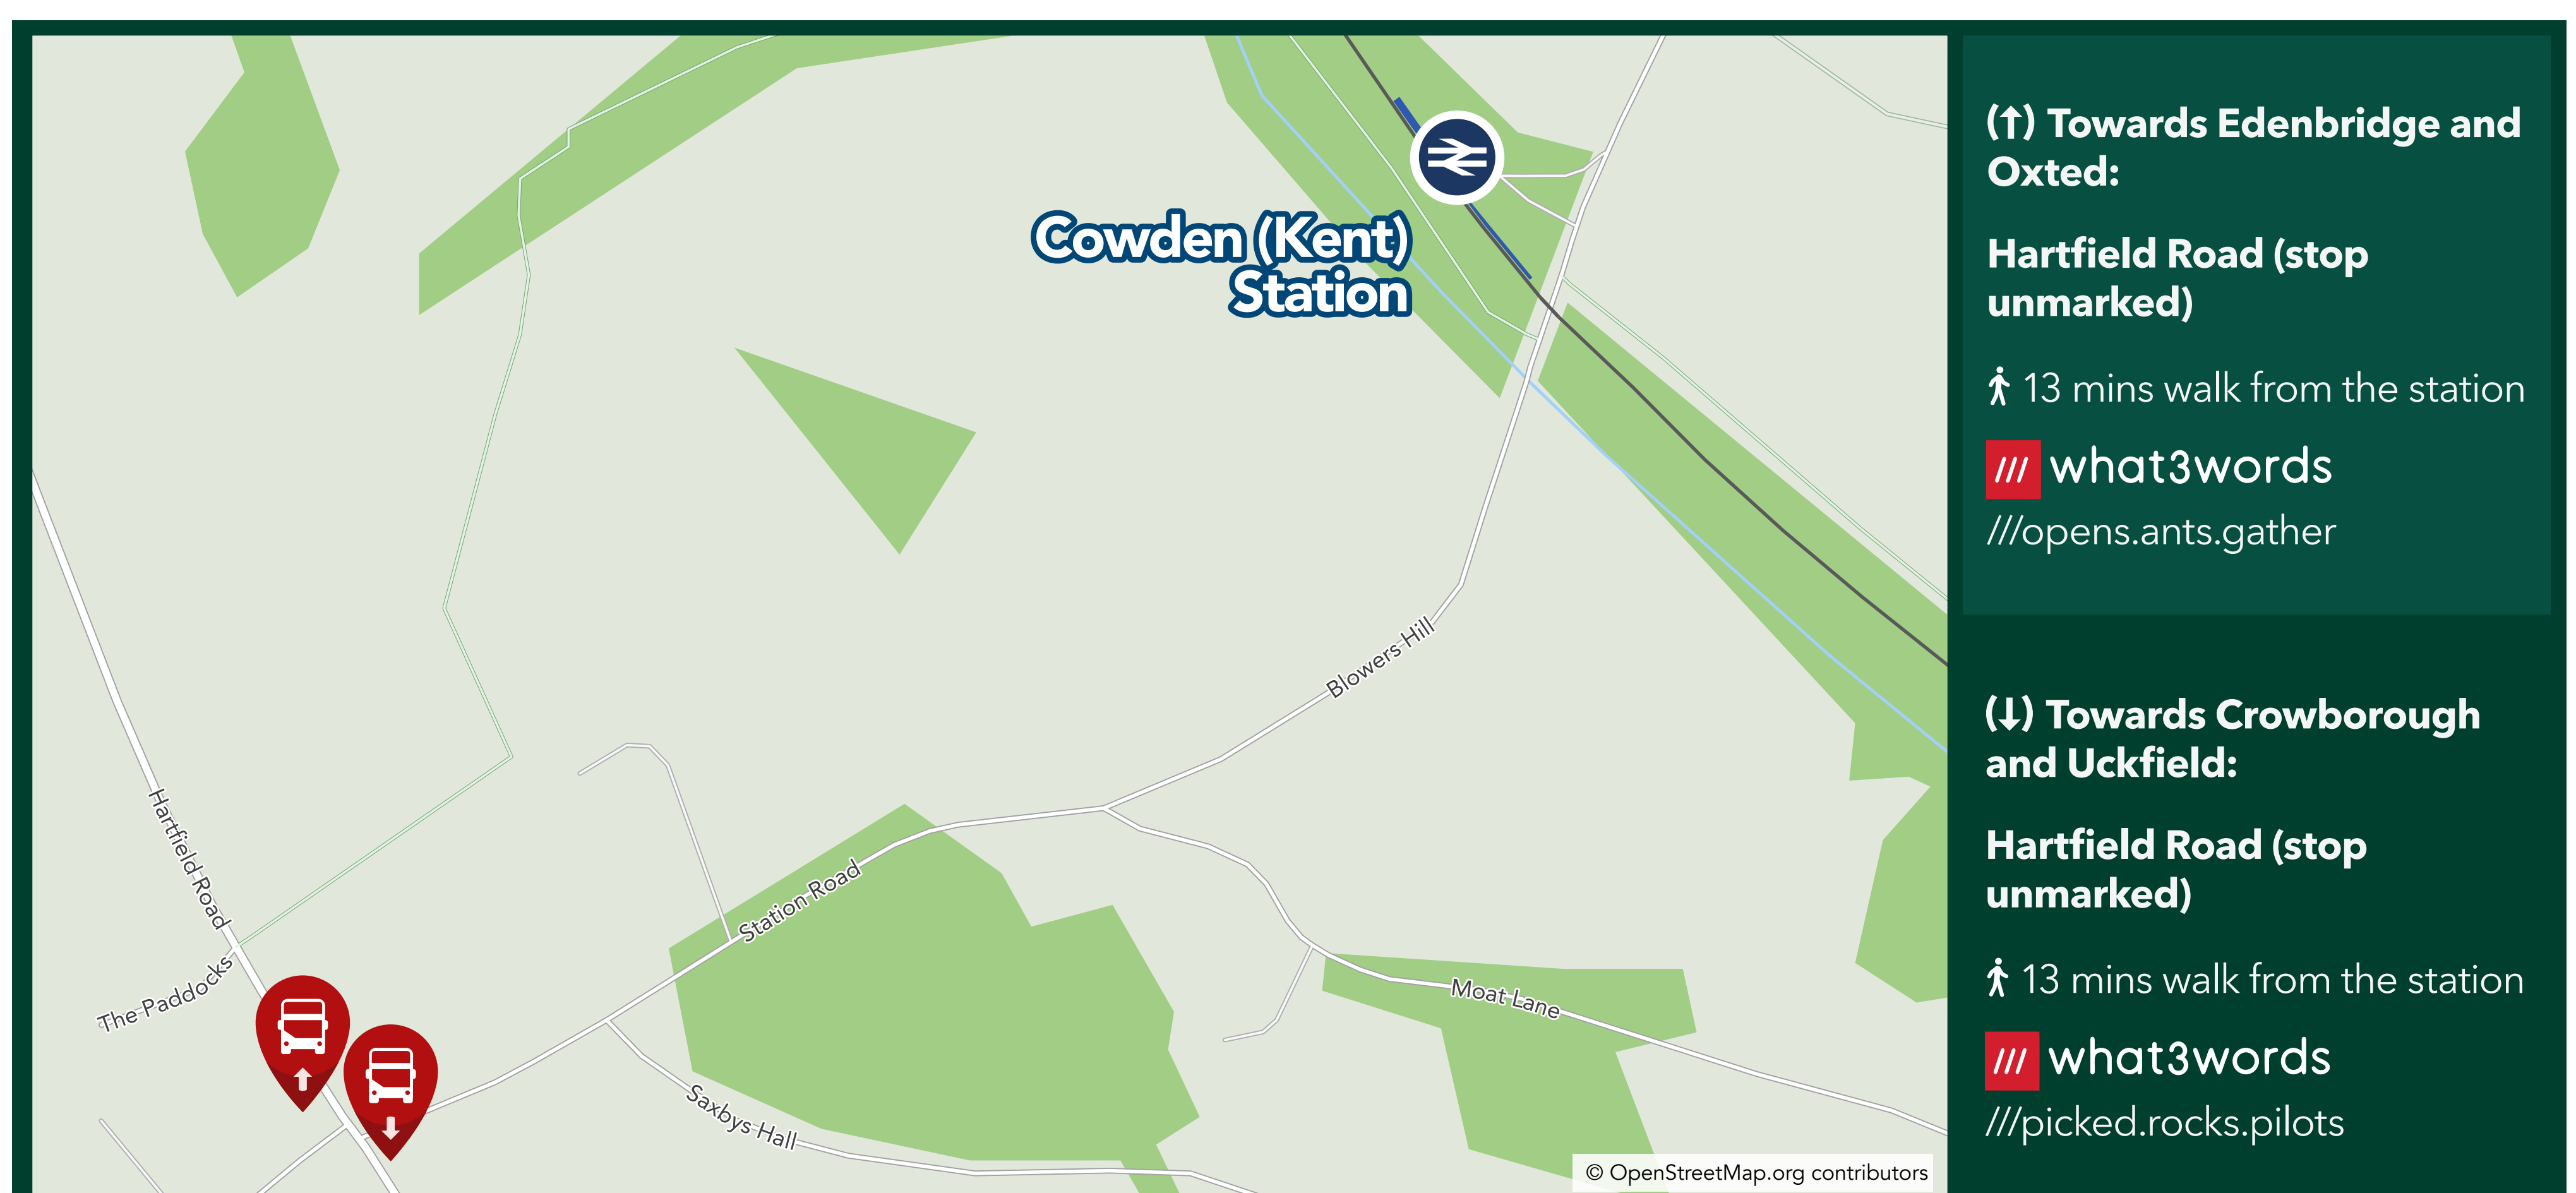 Cowden (Kent)
Station
Blowers Hill
Hartfield Road
Station Road
The Paddocks
Moat Lane
Saxbys Hall
© OpenStreetMap.org contributors
(↑) Towards Edenbridge and
Oxted:
Hartfield Road (stop
unmarked)
13 mins walk from the station
/// what3words
///opens.ants.gather
(↓) Towards Crowborough
and Uckfield:
Hartfield Road (stop
unmarked)
13 mins walk from the station
/// what3words
///picked.rocks.pilots